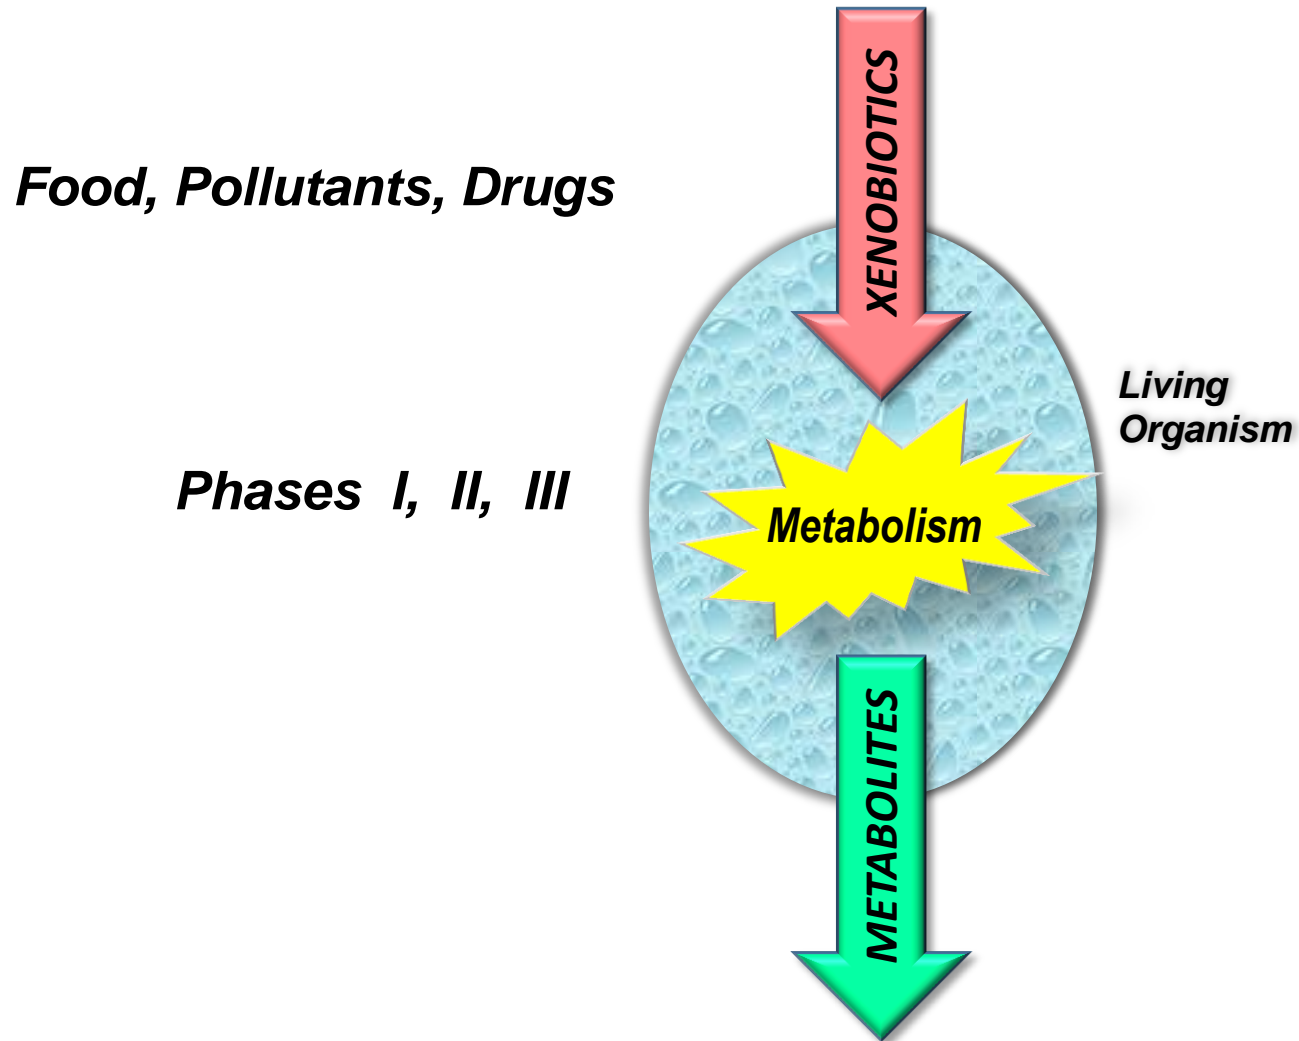 XENOBIOTICS
Food, Pollutants, Drugs
Living
Organism
Phases I, II, III
Metabolism
METABOLITES